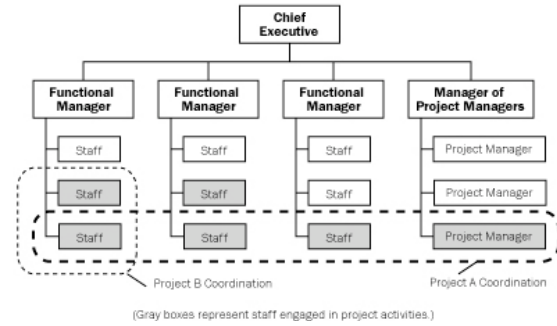 Chief
Executive
Functional
Manager
Functional
Manager
Functional
Manager
Manager of
Project Managers
Staff
Staff
Staff
Project Manager
Staff
Staff
Staff
Project Manager
Staff
Staff
Staff
Project Manager
Project B Coordination
Project A Coordination
(Gray boxes represent staff engaged in project activities.)